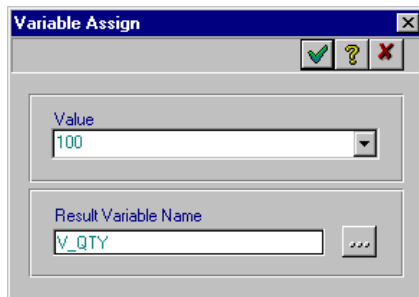 Variable Assign
Value
100
Result Variable Name
V_QTY
...